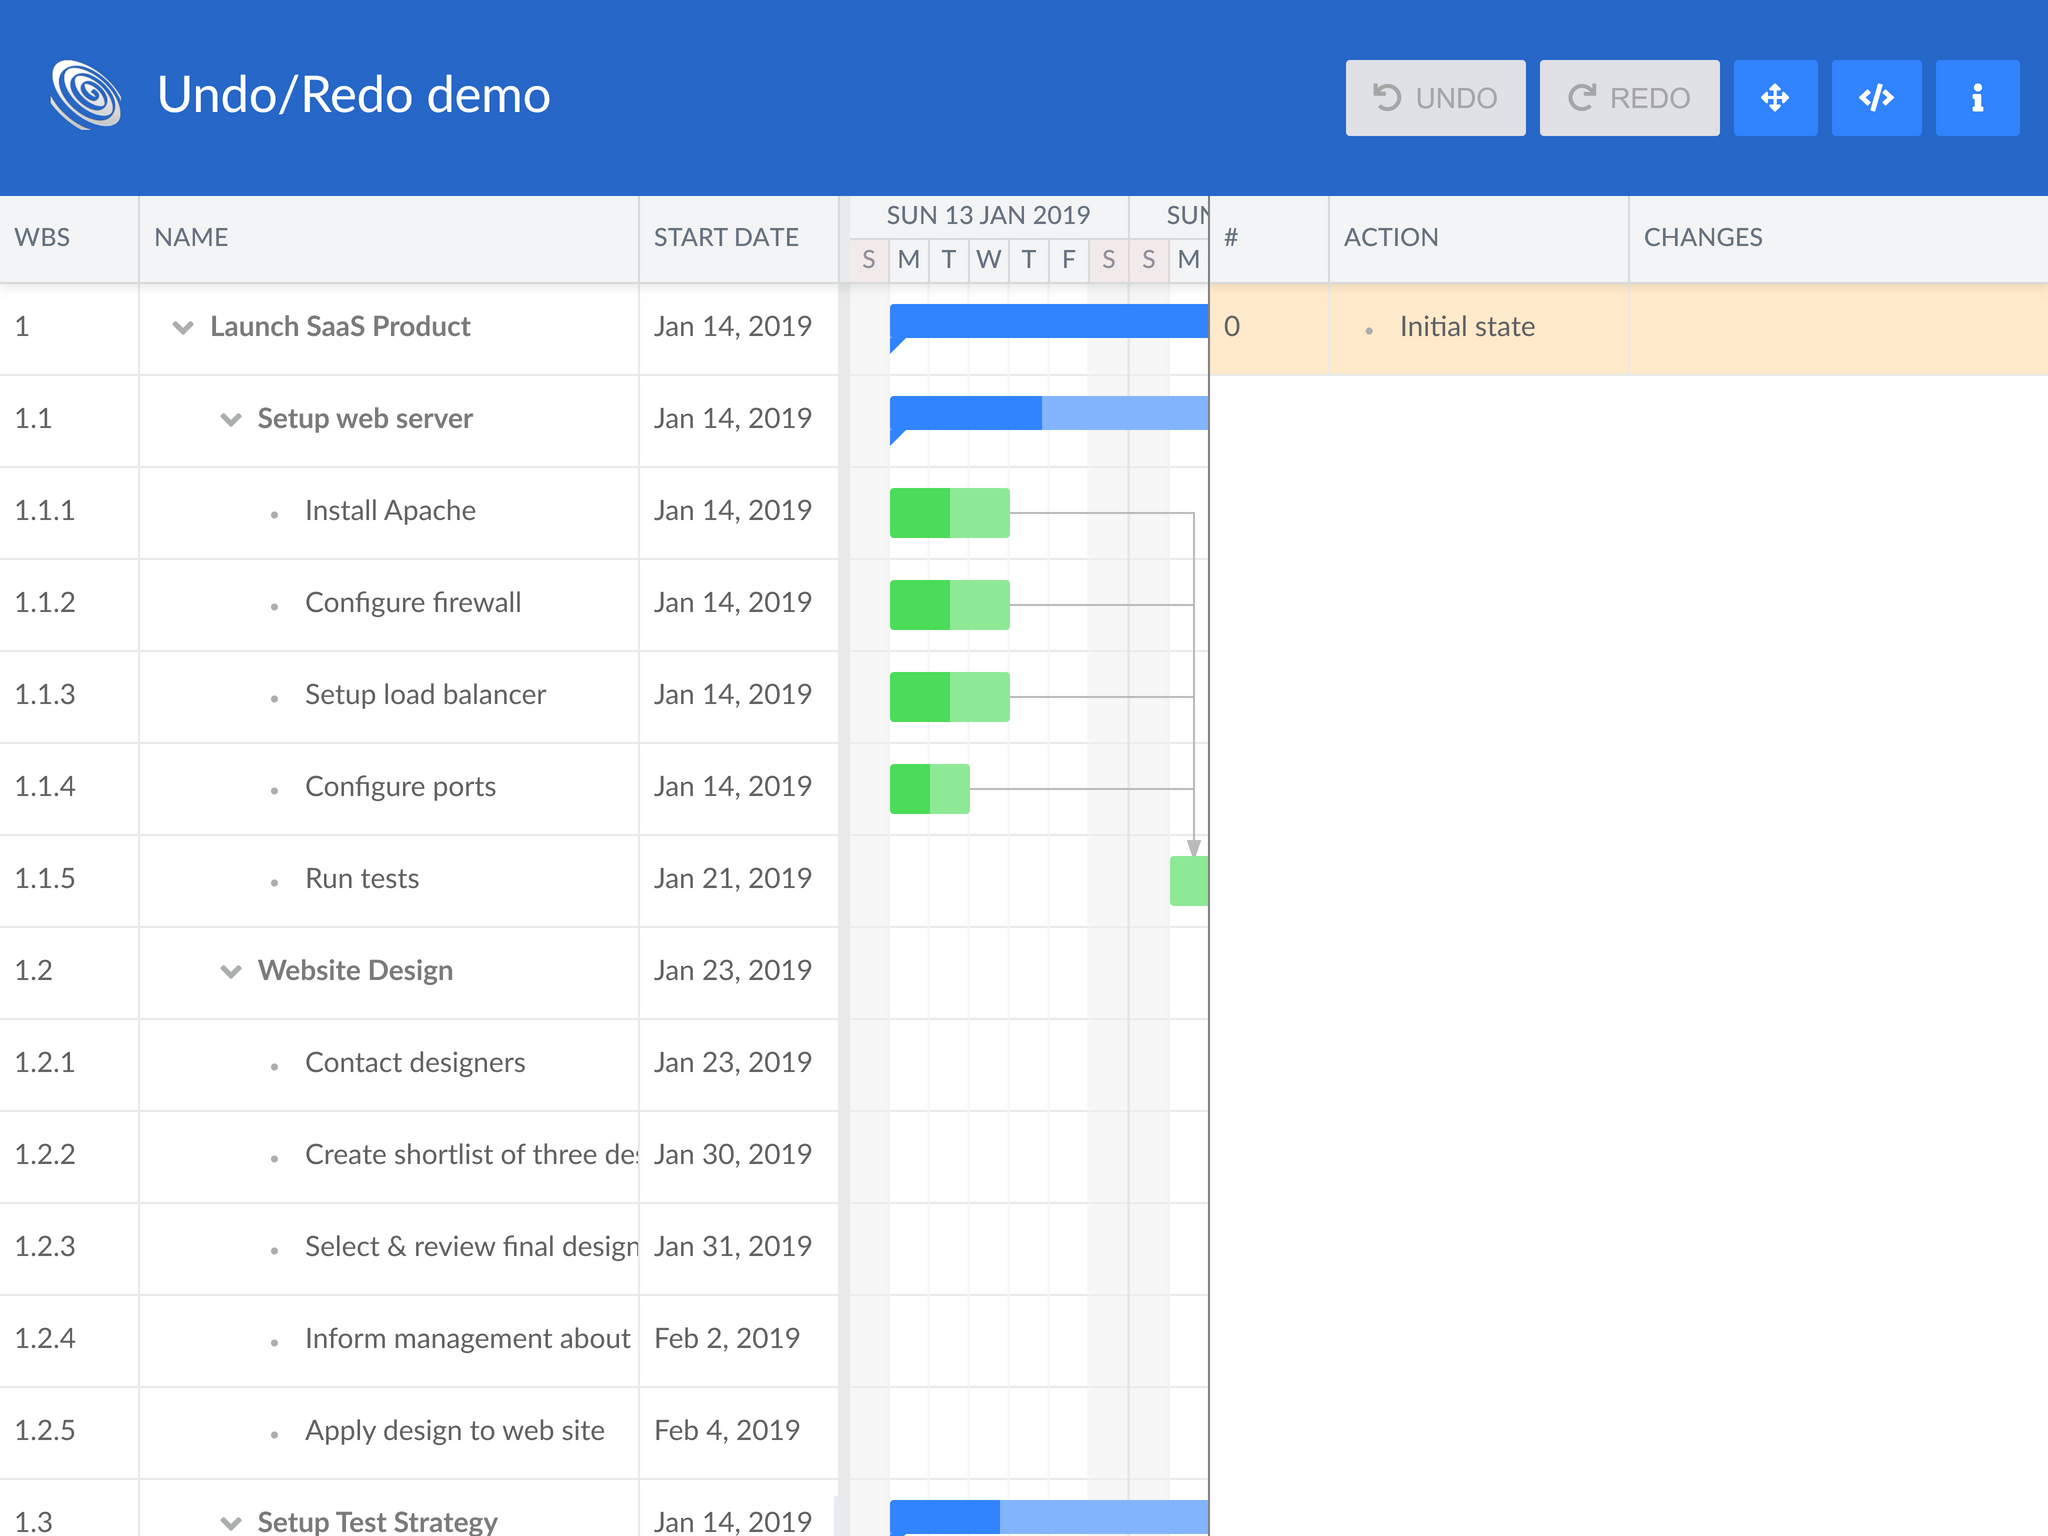 Undo/Redo demo
UNDO
REDO
WBS
NAME
START DATE
SUN 13 JAN 2019
SUN
S M T W T F S S M
#
ACTION
CHANGES
1 Launch SaaS Product Jan 14, 2019
0 Initial state
1.1 Setup web server Jan 14, 2019
1.1.1 Install Apache Jan 14, 2019
1.1.2 Configure firewall Jan 14, 2019
1.1.3 Setup load balancer Jan 14, 2019
1.1.4 Configure ports Jan 14, 2019
1.1.5 Run tests Jan 21, 2019
1.2 Website Design Jan 23, 2019
1.2.1 Contact designers Jan 23, 2019
1.2.2 Create shortlist of three Jan 30, 2019
1.2.3 Select & review final design Jan 31, 2019
1.2.4 Inform management about Feb 2, 2019
1.2.5 Apply design to web site Feb 4, 2019
1.3 Setup Test Strategy Jan 14, 2019